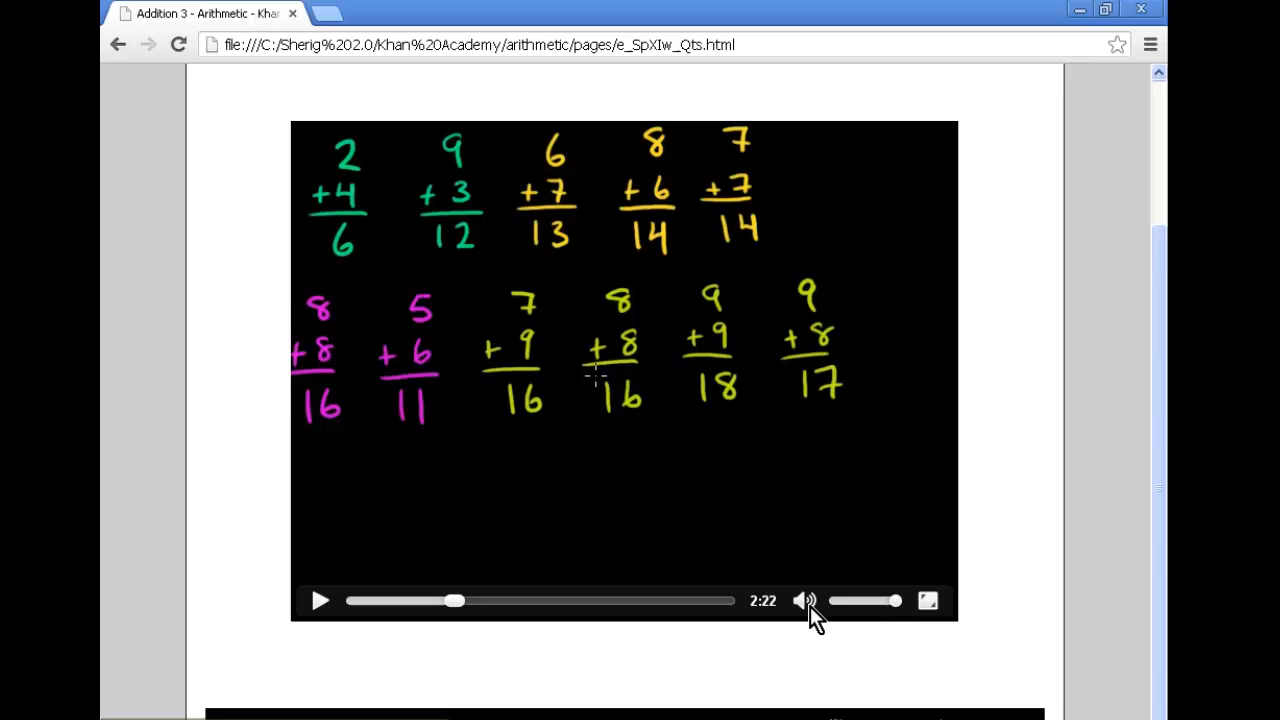 Addition 3 - Arithmetic - Khar
file:///C:/Sherig%202.0/Khan%20Academy/arithmetic/pages/e_SpXIw_Qts.html
2 9 6 8 7
+4 +3 +7 +6 +7
6 12 13 14 14
8 5 7 8 9 9
+8 +6 +9 +8 +9 +8
16 11 16 16 18 17
2:22